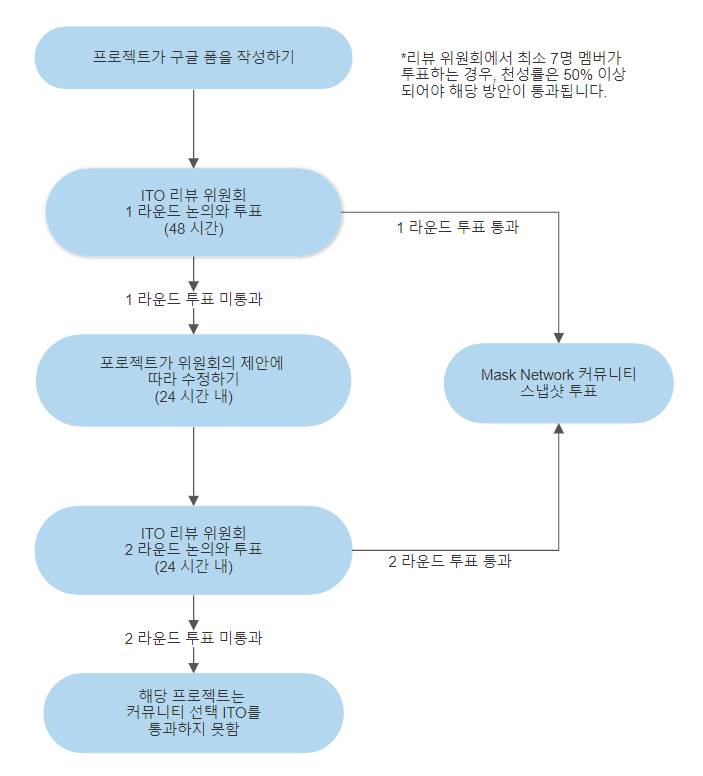 프로젝트가 구글 폼을 작성하기
*리뷰 위원회에서 최소 7명 멤버가
투표하는 경우, 천성률은 50% 이상
되어야 해당 방안이 통과됩니다.
ITO 리뷰 위원회
1 라운드 논의와 투표
(48 시간)
1 라운드 투표 통과
1 라운드 투표 미통과
포로젝트가 위원회의 제안에
따라 수정하기
(24 시간 내)
Mask Network 커뮤니티
스냅샷 투표
ITO 리뷰 위원회
2 라운드 논의와 투표
(24 시간 내)
2 라운드 투표 통과
2 라운드 투표 미통과
해당 프로젝트는
커뮤니티 선택 ITO를
통과하지 못함